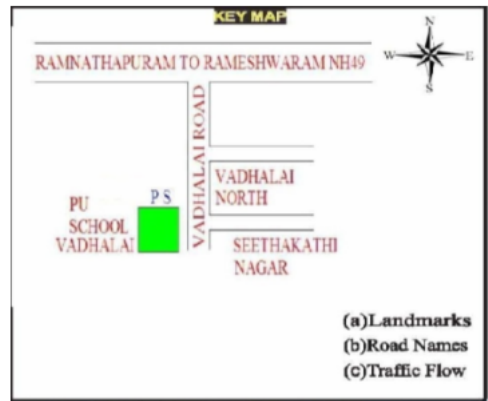 KEY MAP
N
W E
S
RAMNATHAPURAM TO RAMESHWARAM NH49
VADHALAI ROAD
VADHALAI
NORTH
P S
PU
SCHOOL
VADHALAI
SEETHAKATHI
NAGAR
(a)Landmarks
(b)Road Names
(c)Traffic Flow